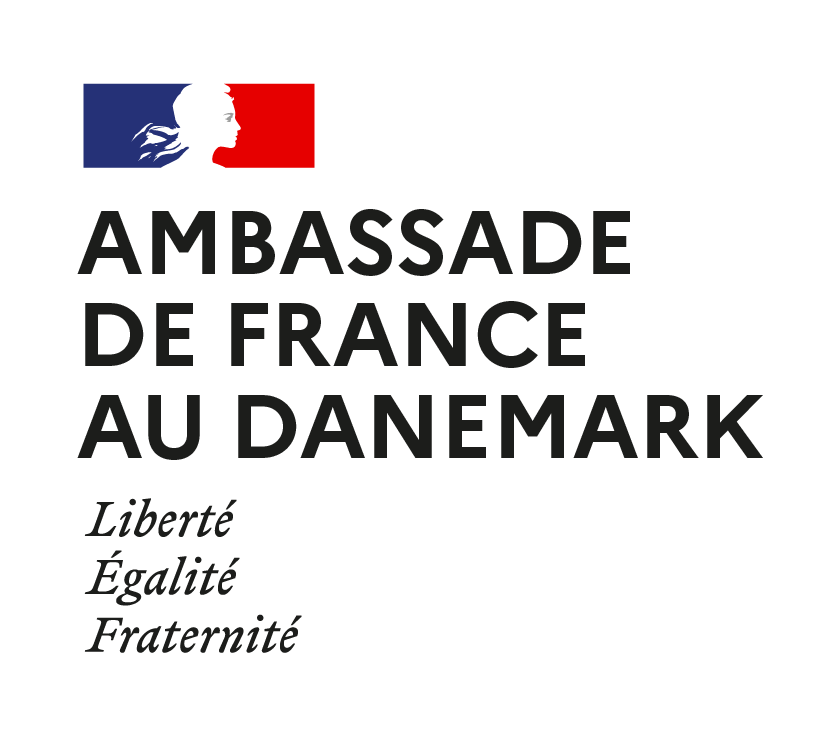 AMBASSADE
DE FRANCE
AU DANEMARK
Liberté
Égalité
Fraternité